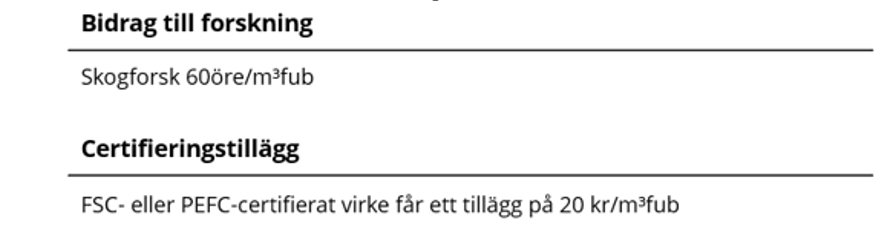 Bidrag till forskning
Skogforsk 60öre/m³fub
Certifieringstillägg
FSC- eller PEFC-certifierat virke får ett tillägg på 20 kr/m³fub